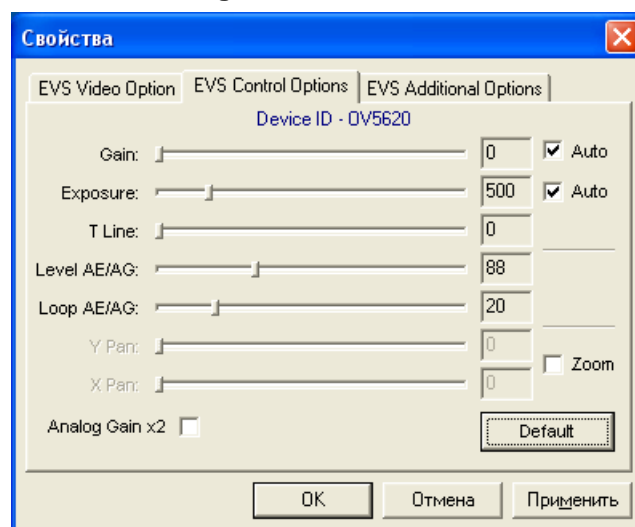 Свойства
EVS Video Option EVS Control Options EVS Additional Options
Device ID - OV5620
Gain: 0 Auto
Exposure: 500 Auto
T Line: 0
Level AE/AG: 88
Loop AE/AG: 20
Y Pan: 0
Zoom
X Pan: 0
Analog Gain x2
Default
OK Отмена Применить